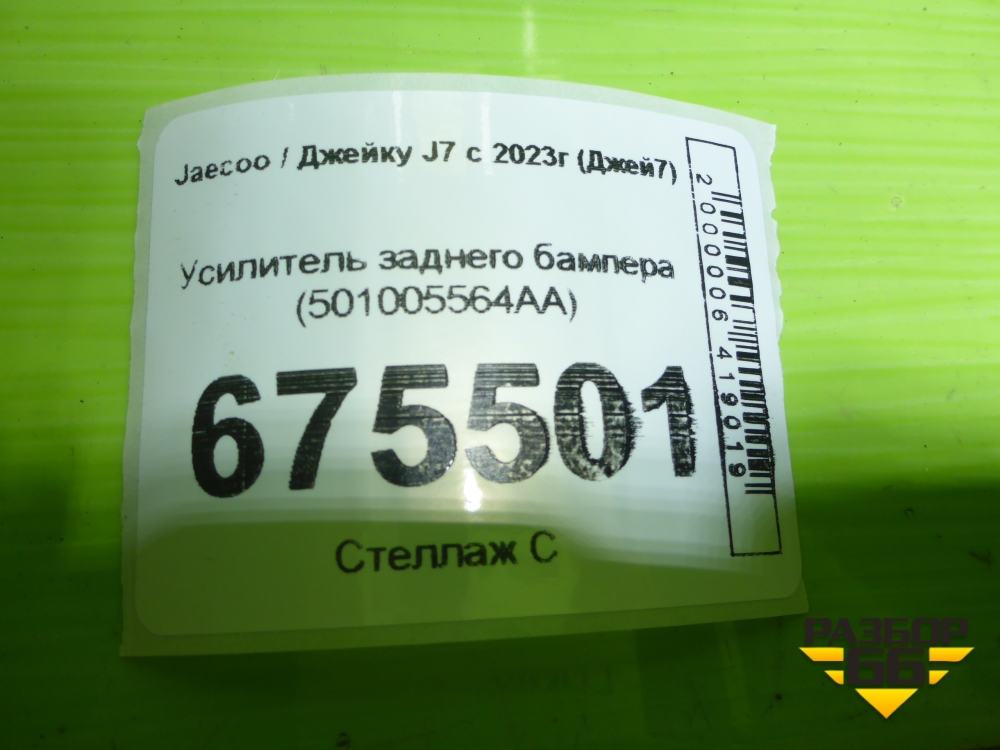 Jaecoo / Джейку J7 с 2023г (Джей7)
Усилитель заднего бампера
(501005564AA)
675501
Стеллаж С
2000006419019
РАЗБОР
66